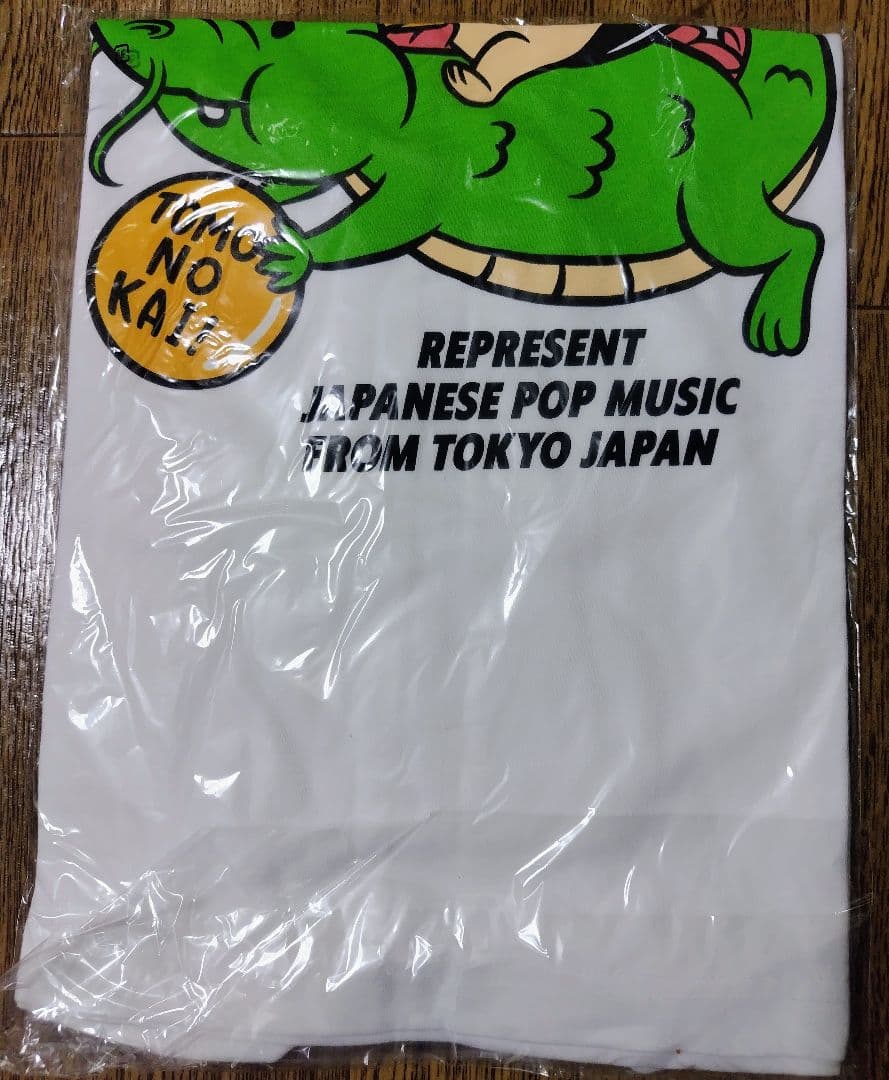 TOMO
NO
KAI!
REPRESENT
JAPANESE POP MUSIC
FROM TOKYO JAPAN